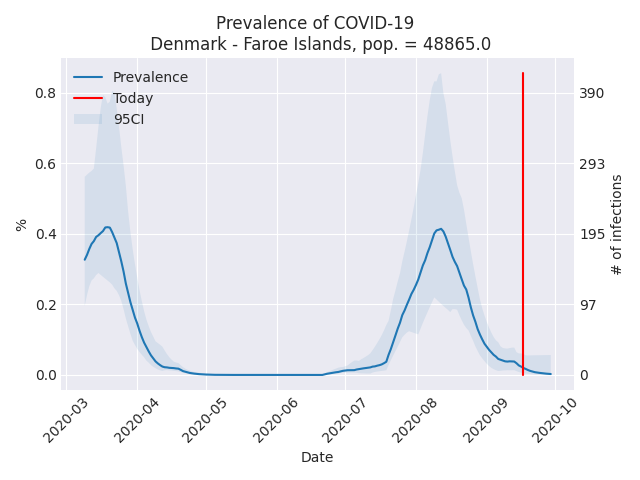 Prevalence of COVID-19
Denmark - Faroe Islands, pop. = 48865.0
Prevalence
Today
95CI
0.8
0.6
0.4
0.2
0.0
%
390
293
195
97
0
# of infections
2020-03
2020-04
2020-05
2020-06
2020-07
2020-08
2020-09
2020-10
Date